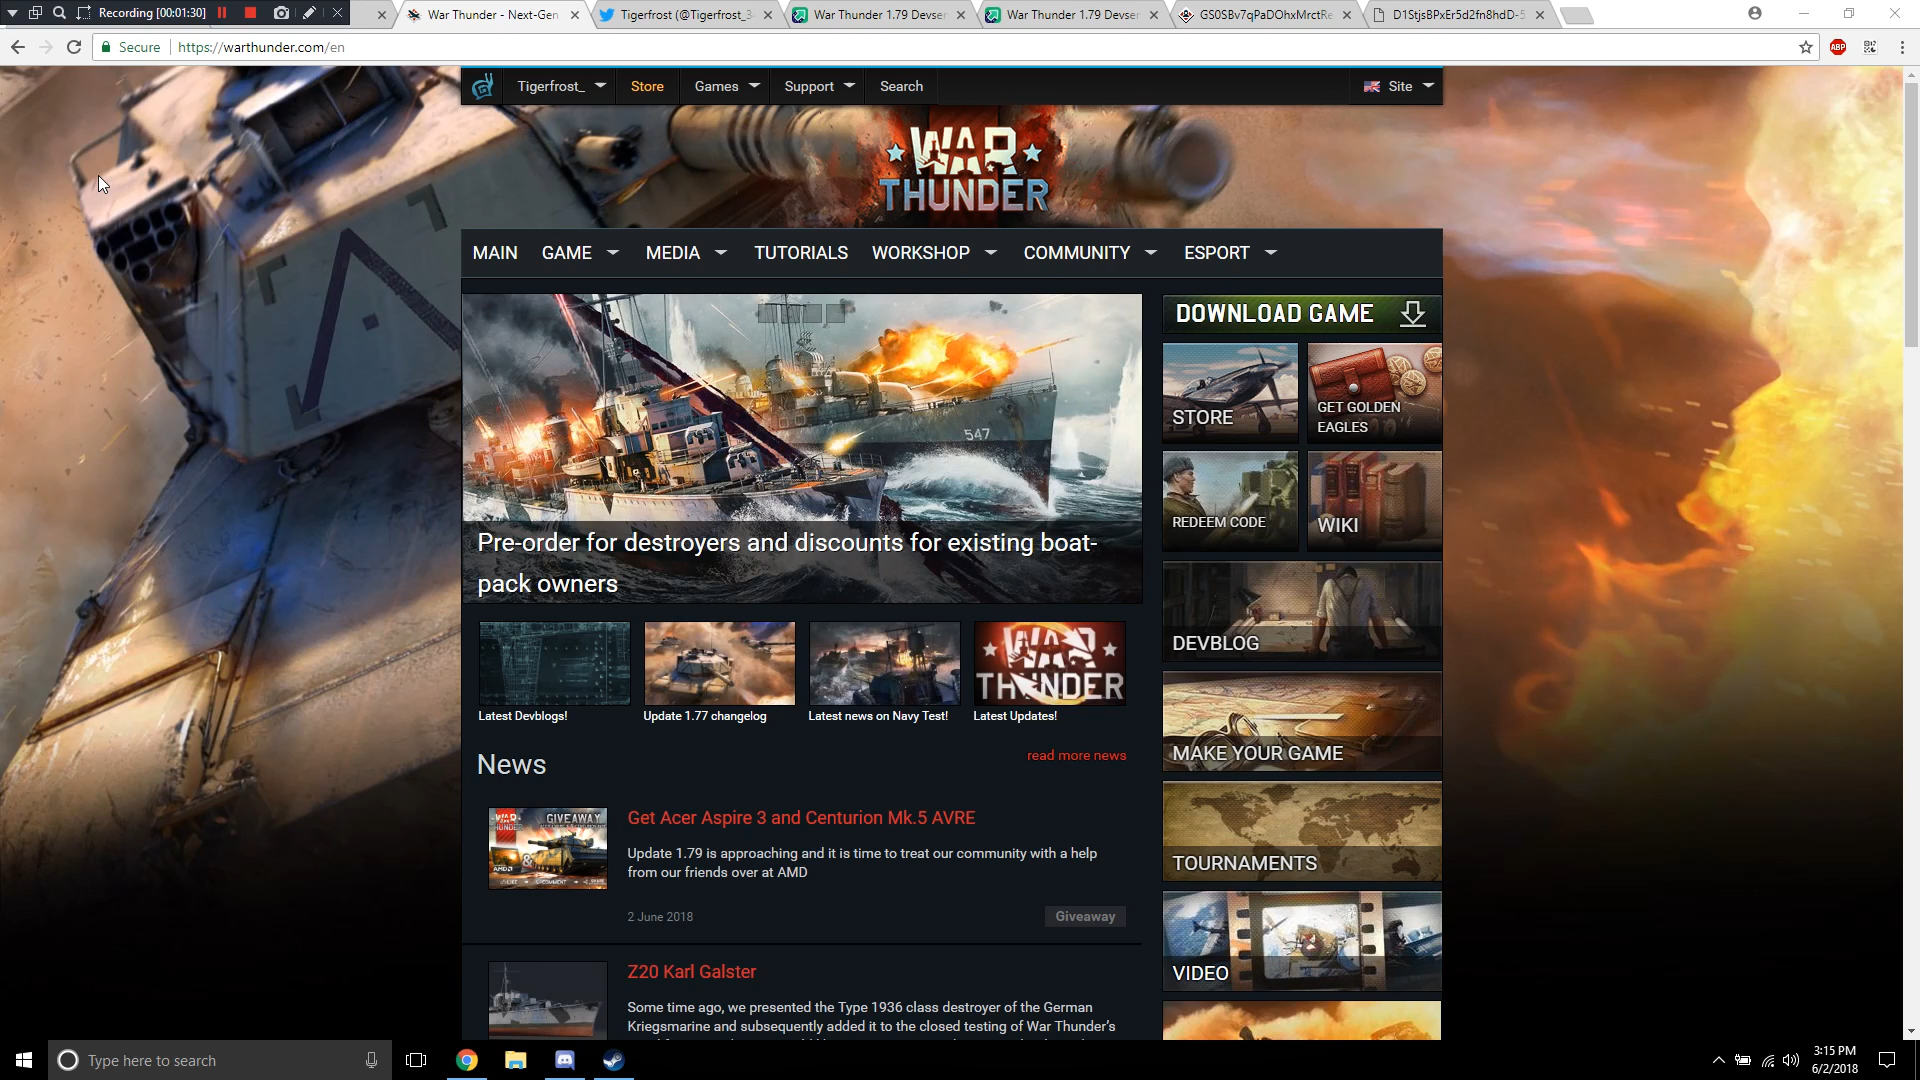 Recording [00:01:30]
War Thunder - Next-Gen
Tigerfrost (@Tigerfrost_3
War Thunder 1.79 Devser
War Thunder 1.79 Devser
GS0SBv7qPaDOhxMrctRe
D1StjsBPxEr5d2fn8hdD-5
Secure
https://warthunder.com/en
ABP
Tigerfrost_
Store
Games
Support
Search
Site
WAR
THUNDER
MAIN
GAME
MEDIA
TUTORIALS
WORKSHOP
COMMUNITY
ESPORT
547
Pre-order for destroyers and discounts for existing boat-
pack owners
DOWNLOAD GAME
STORE
GET GOLDEN
EAGLES
REDEEM CODE
WIKI
DEVBLOG
MAKE YOUR GAME
TOURNAMENTS
VIDEO
WAR
THUNDER
Latest Devblogs!
Update 1.77 changelog
Latest news on Navy Test!
Latest Updates!
News
read more news
WAR
THUNDER
GIVEAWAY
AMD
Get Acer Aspire 3 and Centurion Mk.5 AVRE
Update 1.79 is approaching and it is time to treat our community with a help
from our friends over at AMD
2 June 2018
Giveaway
Z20 Karl Galster
Some time ago, we presented the Type 1936 class destroyer of the German
Kriegsmarine and subsequently added it to the closed testing of War Thunder's
Type here to search
3:15 PM
6/2/2018